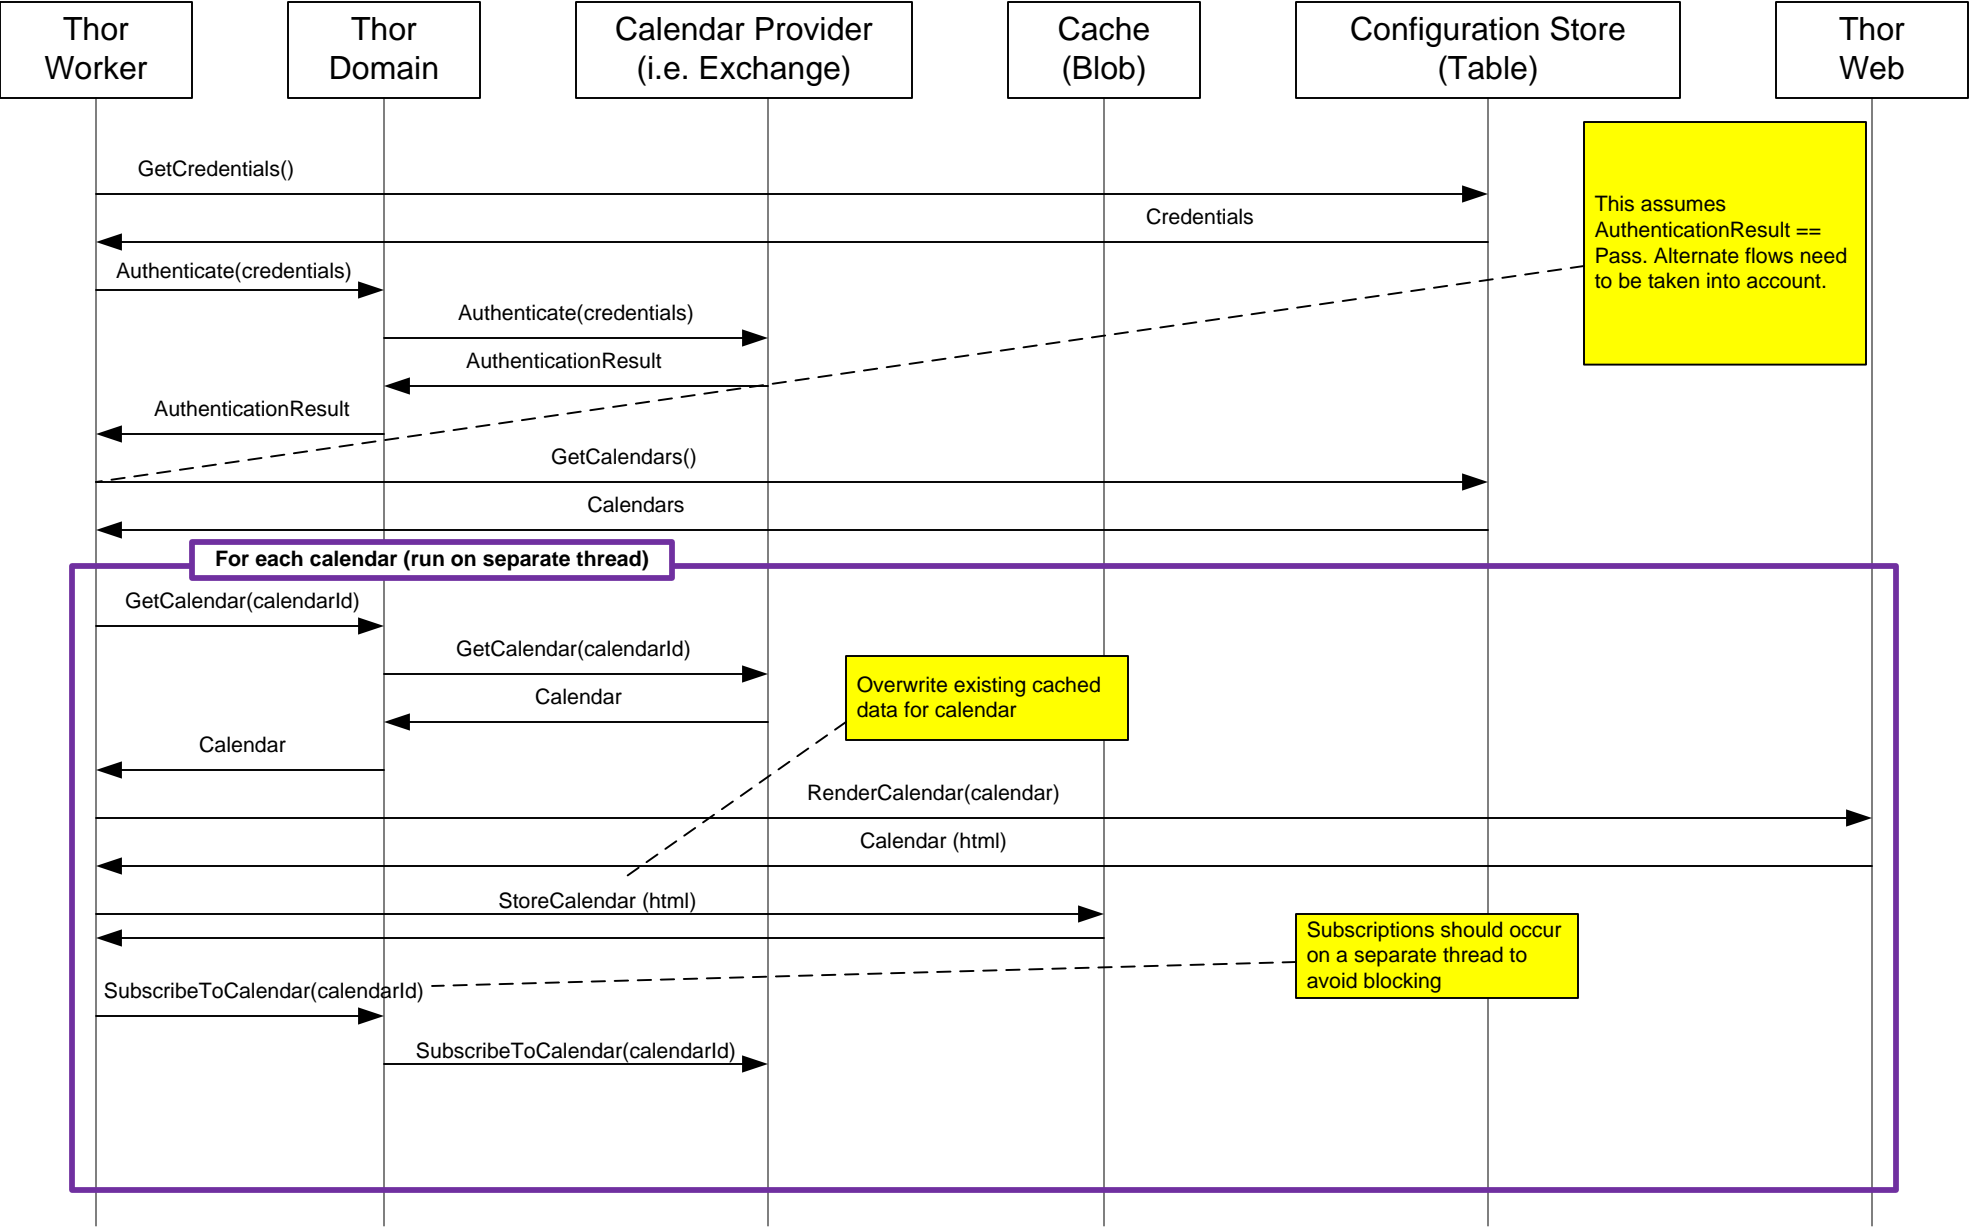 Thor
Worker
Thor
Domain
Calendar Provider
(i.e. Exchange)
Cache
(Blob)
Configuration Store
(Table)
Thor
Web
GetCredentials()
Credentials
This assumes
AuthenticationResult ==
Pass. Alternate flows need
to be taken into account.
Authenticate(credentials)
Authenticate(credentials)
AuthenticationResult
AuthenticationResult
GetCalendars()
Calendars
For each calendar (run on separate thread)
GetCalendar(calendarId)
GetCalendar(calendarId)
Overwrite existing cached
data for calendar
Calendar
Calendar
RenderCalendar(calendar)
Calendar (html)
StoreCalendar (html)
Subscriptions should occur
on a separate thread to
avoid blocking
SubscribeToCalendar(calendarId)
SubscribeToCalendar(calendarId)